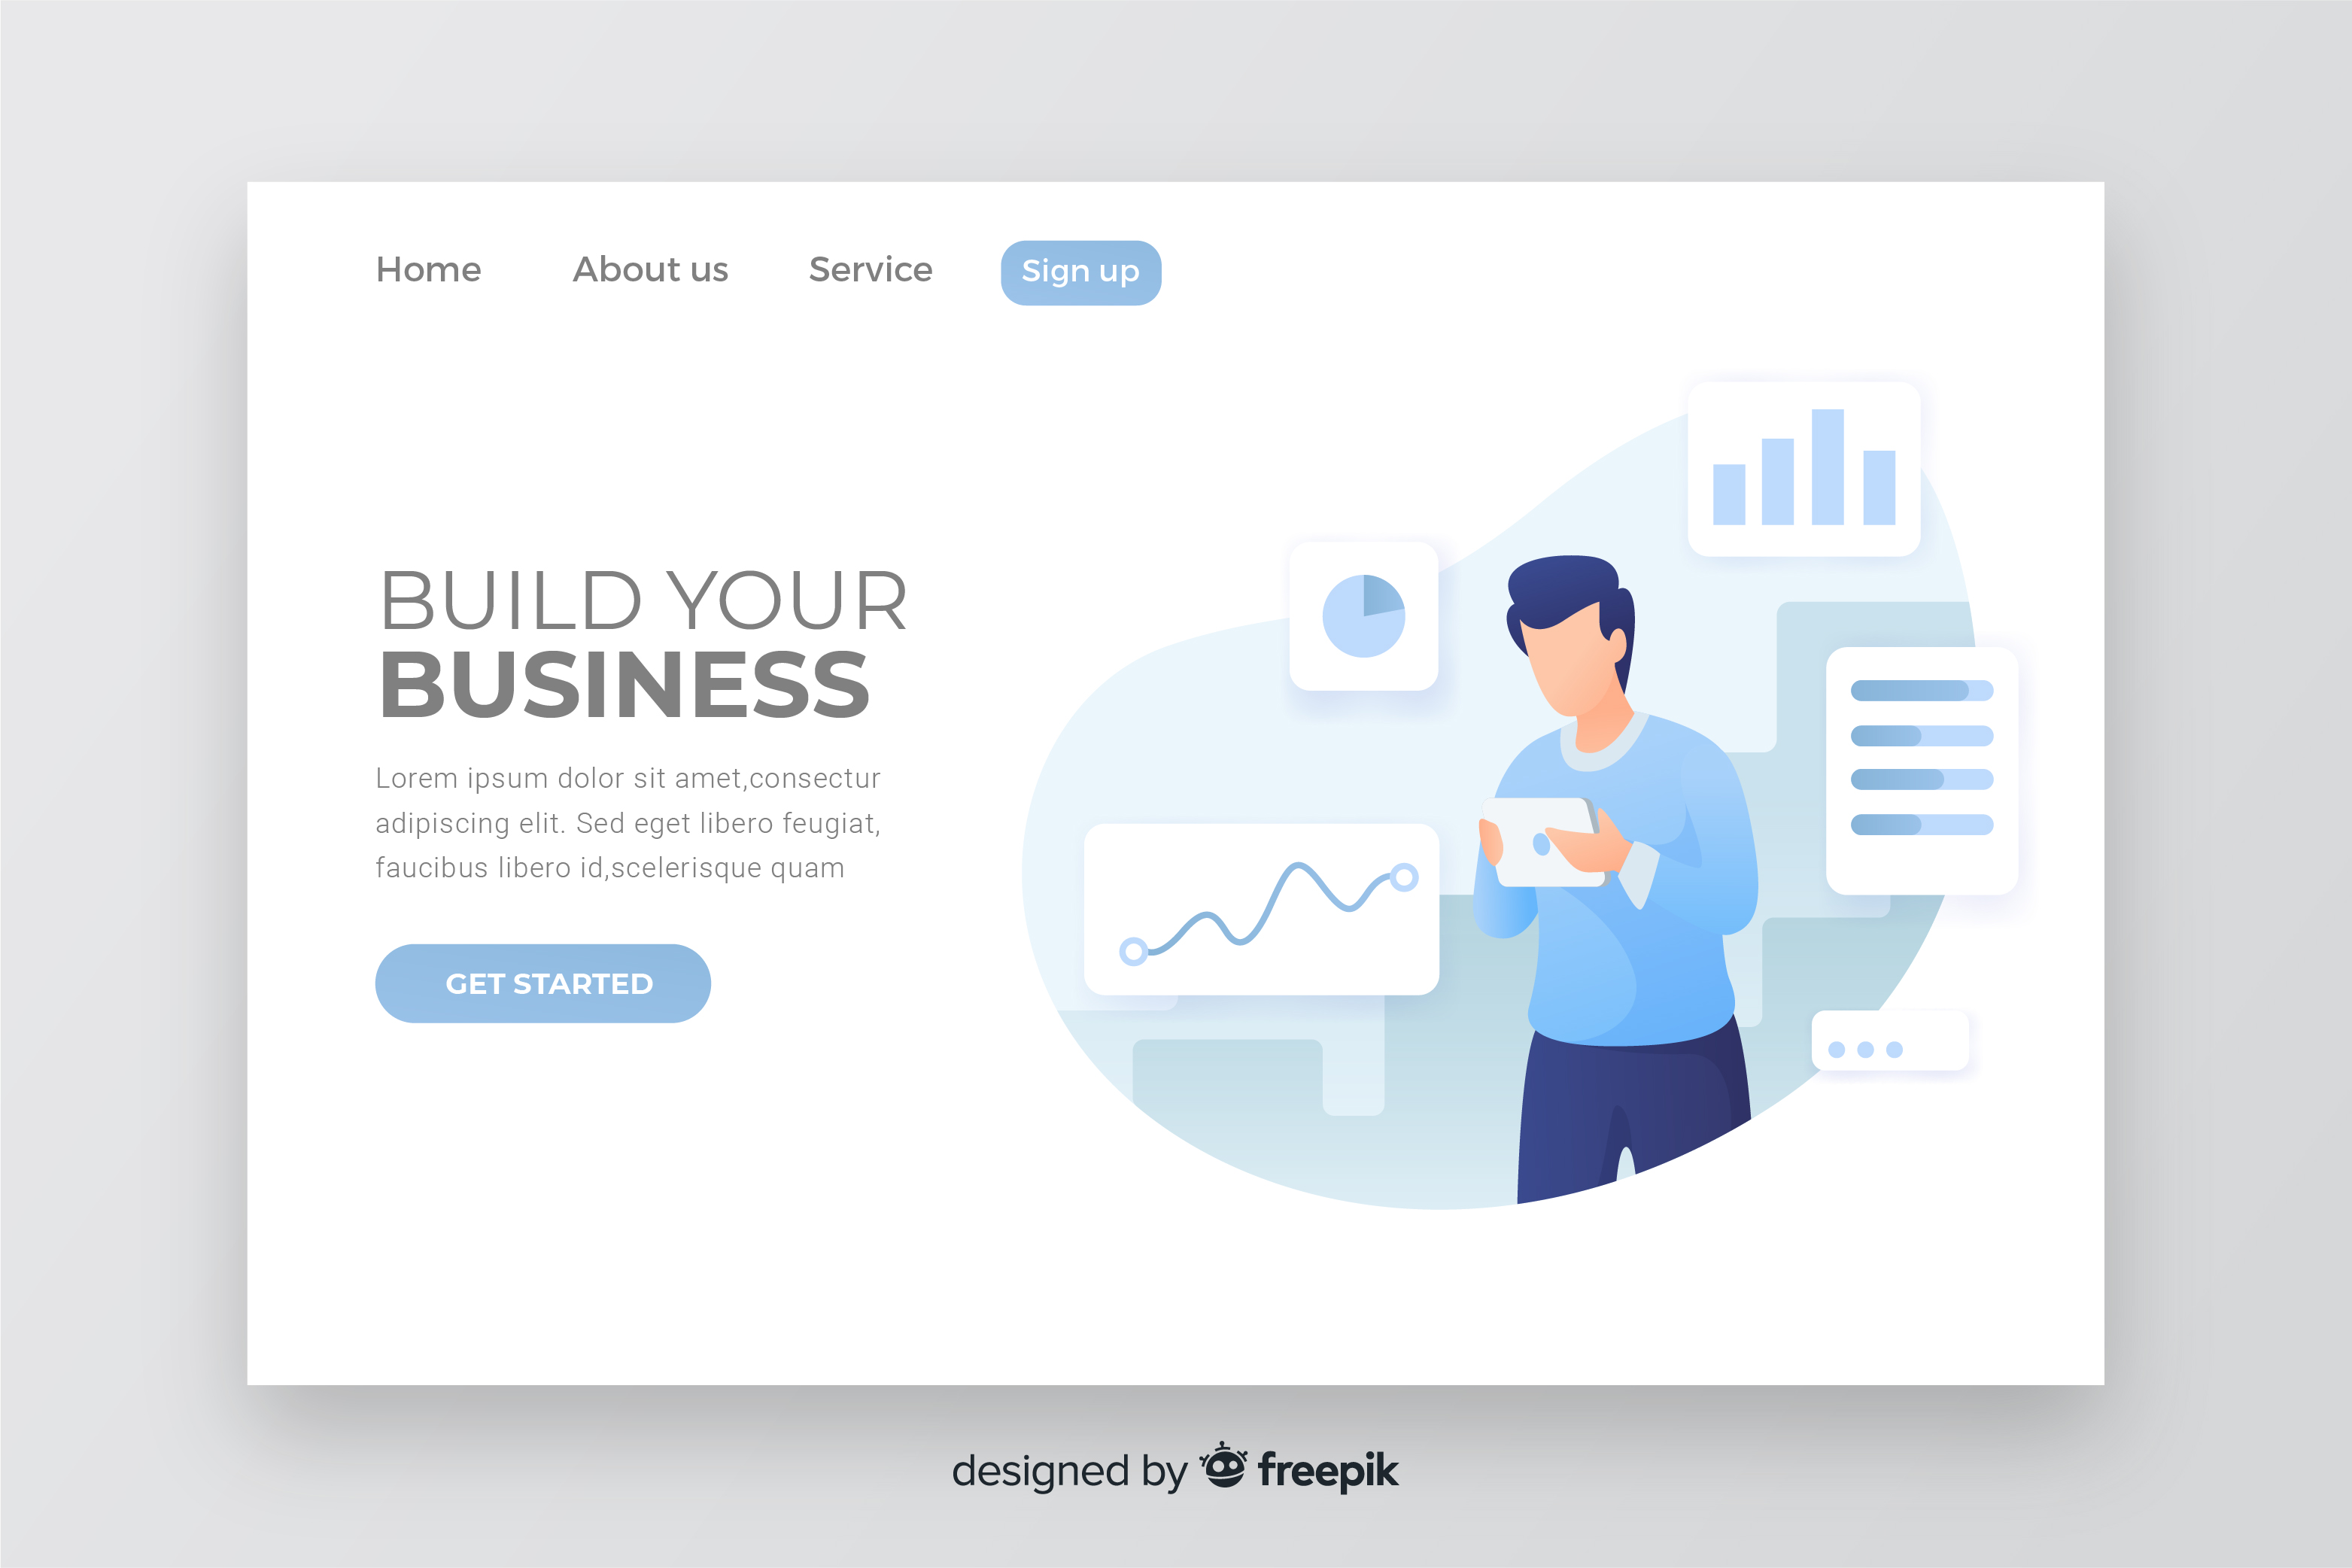 Home About us Service Sign up
BUILD YOUR
BUSINESS
Lorem ipsum dolor sit amet,consectur
adipiscing elit. Sed eget libero feugiat,
faucibus libero id,scelerisque quam
GET STARTED
designed by freepik